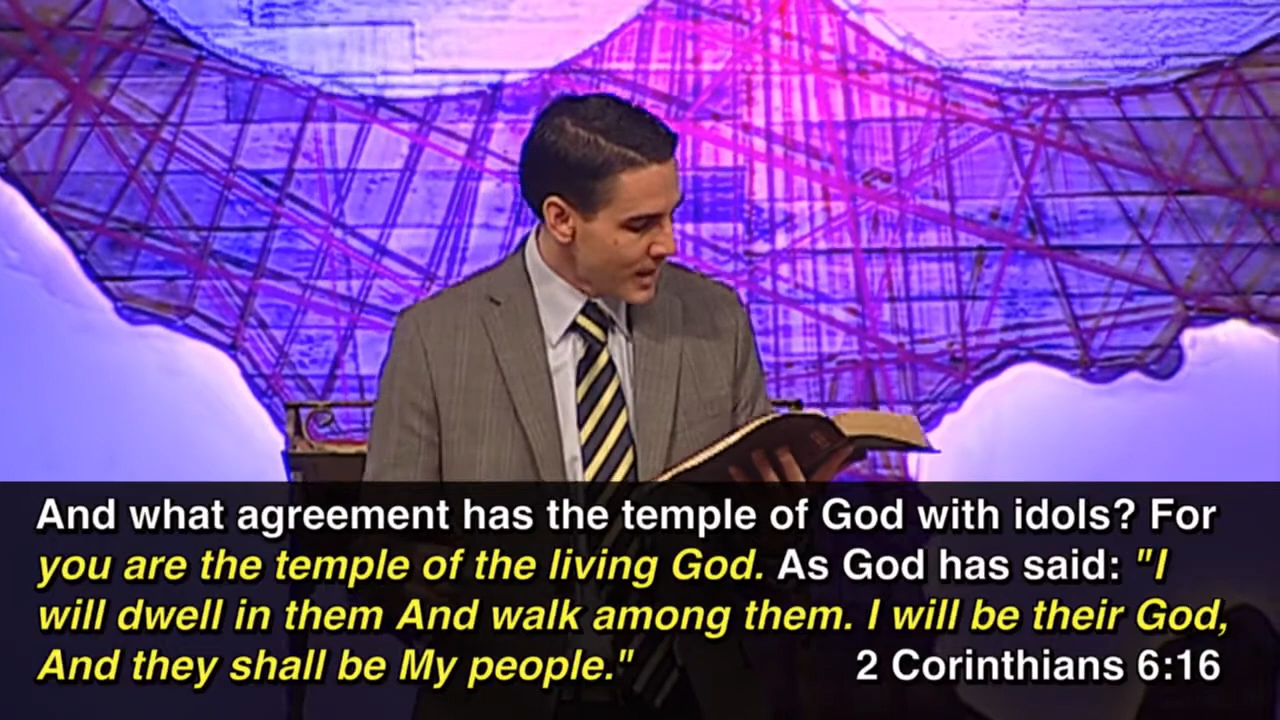 And what agreement has the temple of God with idols? For
you are the temple of the living God. As God has said: "I
will dwell in them And walk among them. I will be their God,
And they shall be My people." 2 Corinthians 6:16